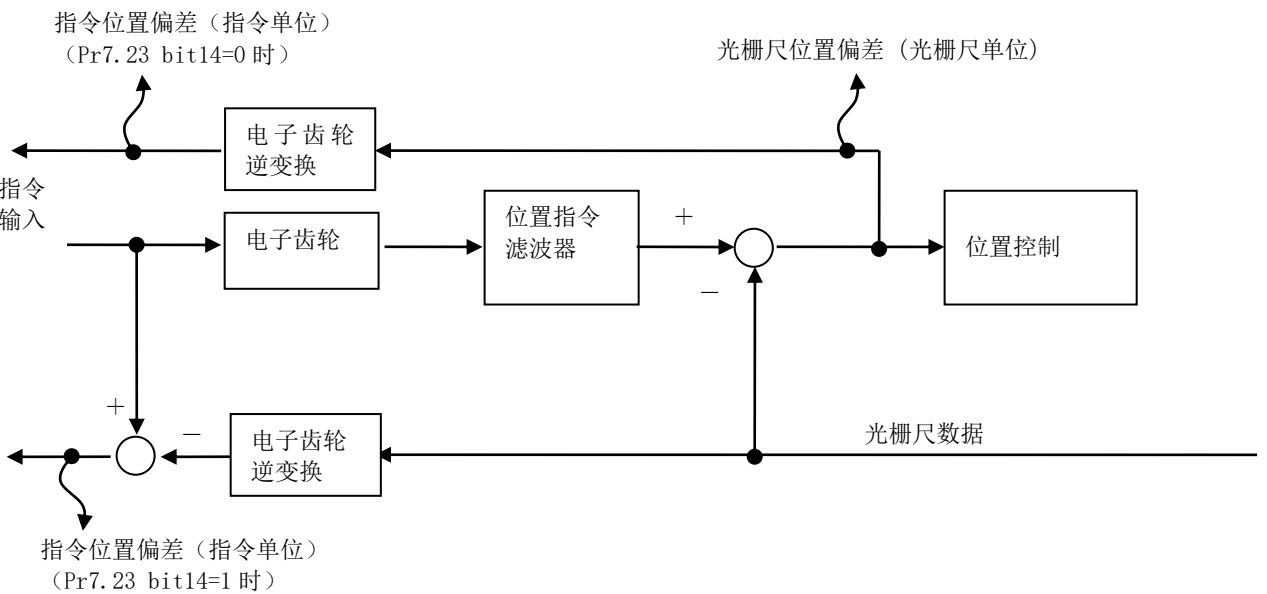 指令位置偏差（指令单位）
（Pr7.23 bit14=0 时）
光栅尺位置偏差 (光栅尺单位)
电子齿轮
逆变换
指令
输入
电子齿轮
位置指令
滤波器
＋
－
位置控制
＋
－
电子齿轮
逆变换
光栅尺数据
指令位置偏差（指令单位）
（Pr7.23 bit14=1 时）